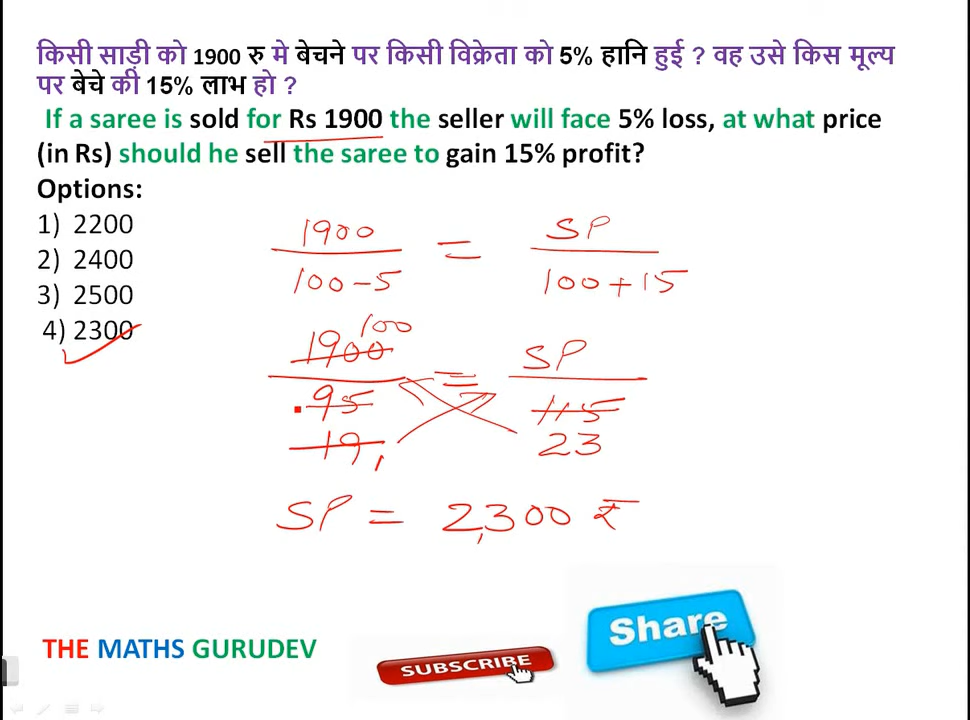 किसी साड़ी को 1900 रु मे बेचने पर किसी विक्रेता को 5% हानि हुई ? वह उसे किस मूल्य
पर बेचे की 15% लाभ हो ?
If a saree is sold for Rs 1900 the seller will face 5% loss, at what price
(in Rs) should he sell the saree to gain 15% profit?
Options:
1) 2200
2) 2400
3) 2500
4) 2300
1900 = SP
100-5 100+15
100
1900 = SP
95 115
19 23
1
SP = 2,300 ₹
THE MATHS GURUDEV
SUBSCRIBE
Share